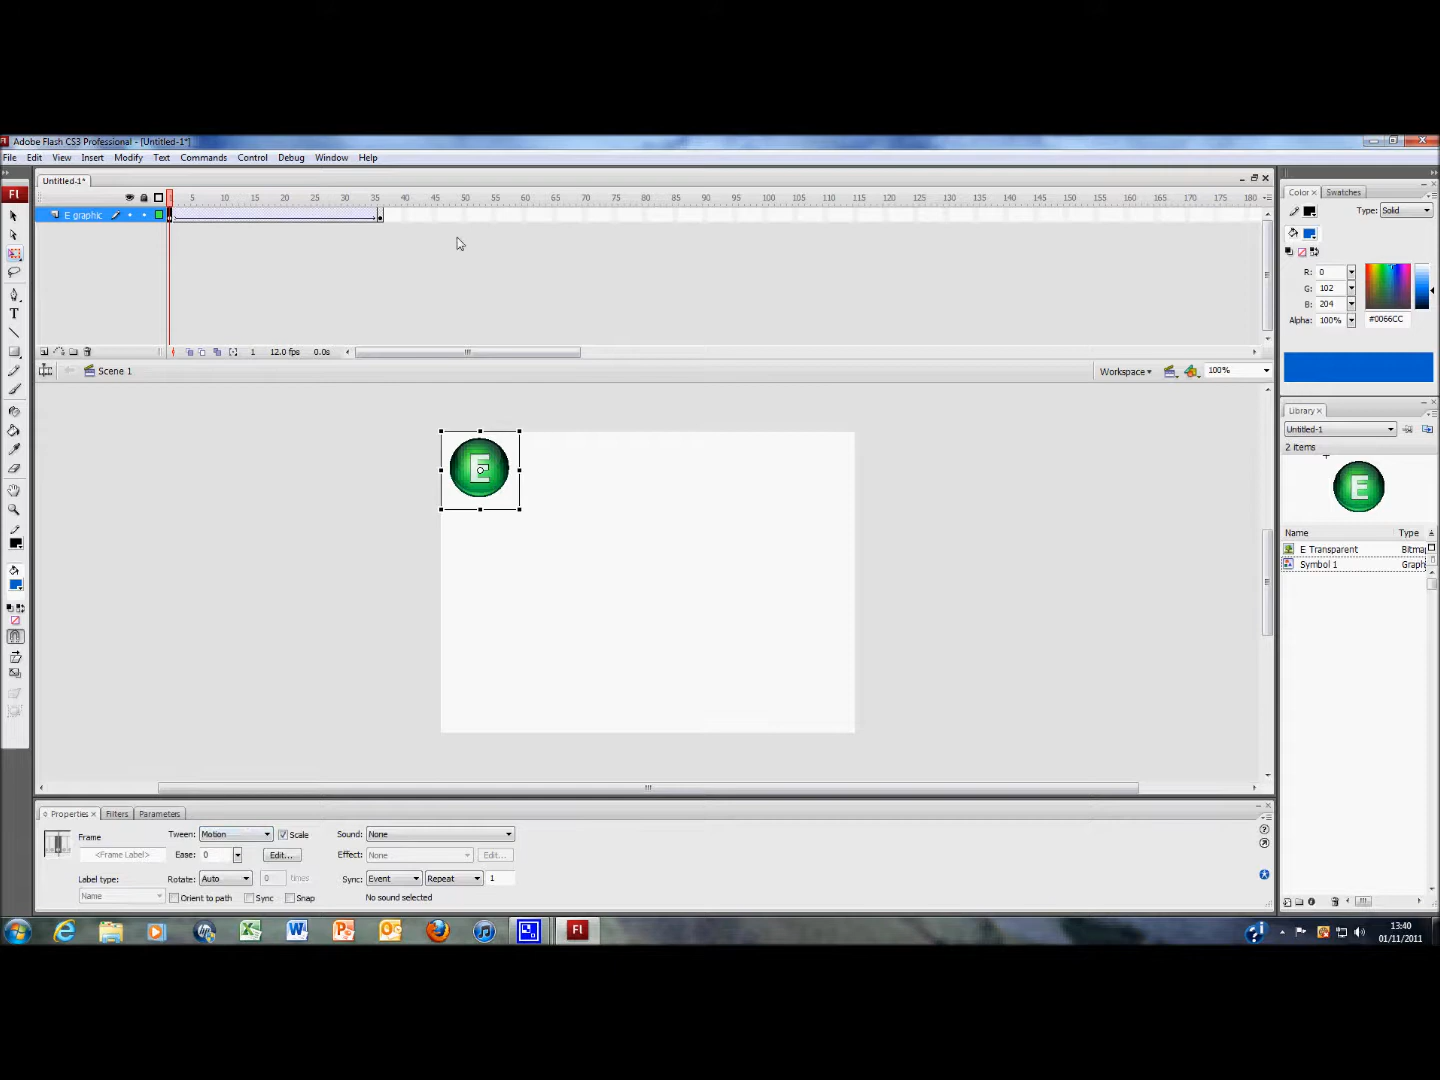 Adobe Flash CS3 Professional - [Untitled-1*]
File Edit View Insert Modify Text Commands Control Debug Window Help
Untitled-1*
5 10 15 20 25 30 35 40 45 50 55 60 65 70 75 80 85 90 95 100 105 110 115 120 125 130 135 140 145 150 155 160 165 170 175 180
E graphic
1 12.0 fps 0.0s
Scene 1
Workspace 100%
E
Properties Filters Parameters
Frame
<Frame Label>
Label type:
Name
Tween: Motion Scale
Ease: 0 Edit...
Rotate: Auto 0 times
Orient to path Sync Snap
Sound: None
Effect: None Edit...
Sync: Event Repeat 1
No sound selected
Fl
T
Color Swatches
Type: Solid
R: 0
G: 102
B: 204
Alpha: 100% #0066CC
Library
Untitled-1
2 items
E
Name Type
E Transparent Bitma
Symbol 1 Graph
Fl
13:40
01/11/2011